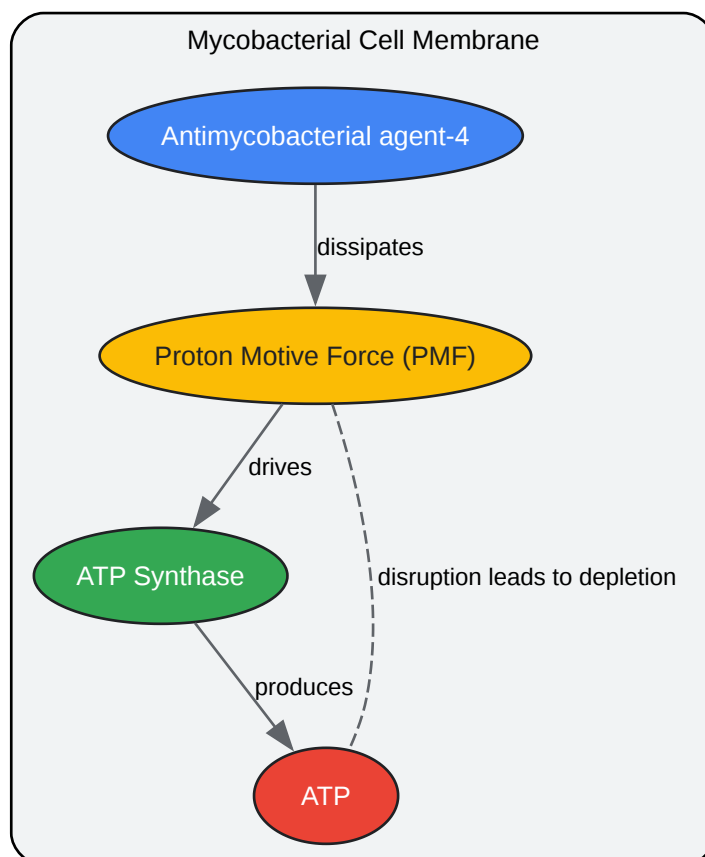 Mycobacterial Cell Membrane
Antimycobacterial agent-4
dissipates
Proton Motive Force (PMF)
drives
ATP Synthase
disruption leads to depletion
produces
ATP